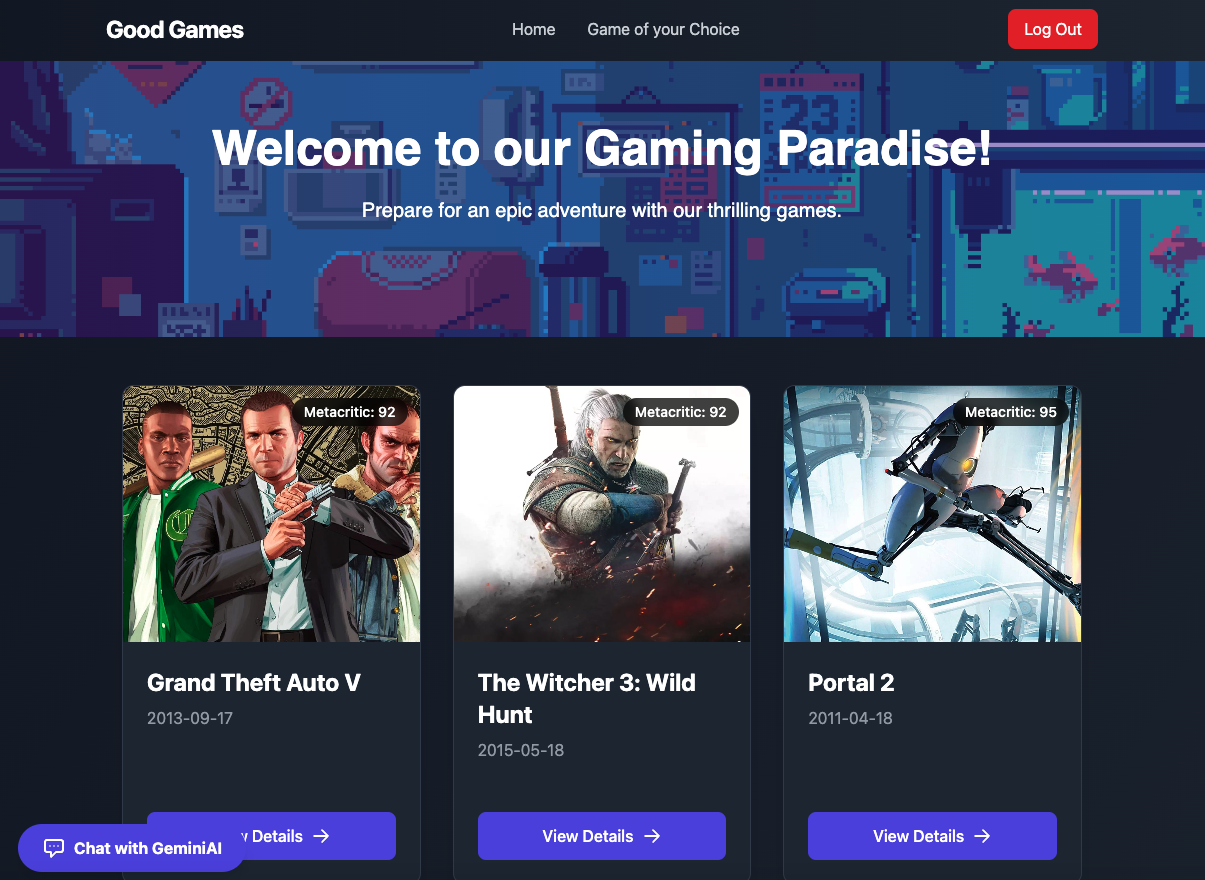 Good Games
Home
Game of your Choice
Log Out
23
Welcome to our Gaming Paradise!
Prepare for an epic adventure with our thrilling games.
Metacritic: 92
Metacritic: 92
Metacritic: 95
Grand Theft Auto V
2013-09-17
The Witcher 3: Wild
Hunt
2015-05-18
Portal 2
2011-04-18
Details
View Details
View Details
Chat with GeminiAI